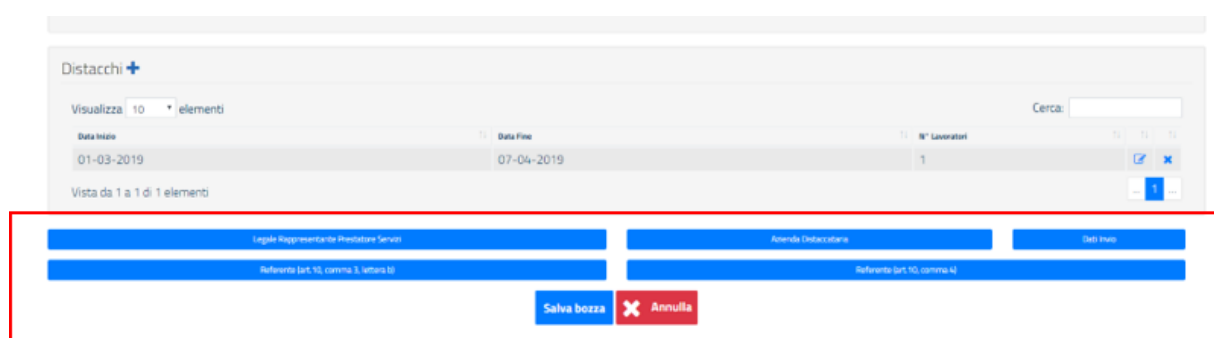 Distacchi +
Visualizza 10 elementi Cerca:
Data Inizio Data Fine N° Lavoratori
01-03-2019 07-04-2019 1
Vista da 1 a 1 di 1 elementi ... 1 ...
Legale Rappresentante Prestatore Servizi Azienda Distaccataria Dati Invio
Referente (art.10, comma 3, lettera b) Referente (art.10, comma 4)
Salva bozza Annulla